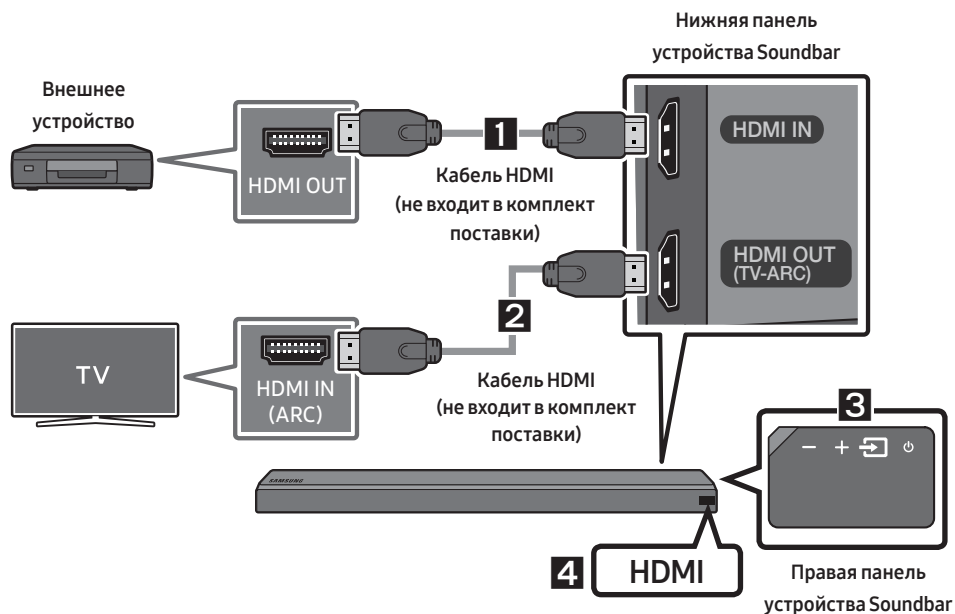 Нижняя панель
устройства Soundbar
Внешнее
устройство
HDMI OUT
1
HDMI IN
Кабель HDMI
(не входит в комплект
поставки)
HDMI OUT
(TV-ARC)
2
TV
HDMI IN
(ARC)
Кабель HDMI
(не входит в комплект
поставки)
3
− +
SAMSUNG
4
HDMI
Правая панель
устройства Soundbar